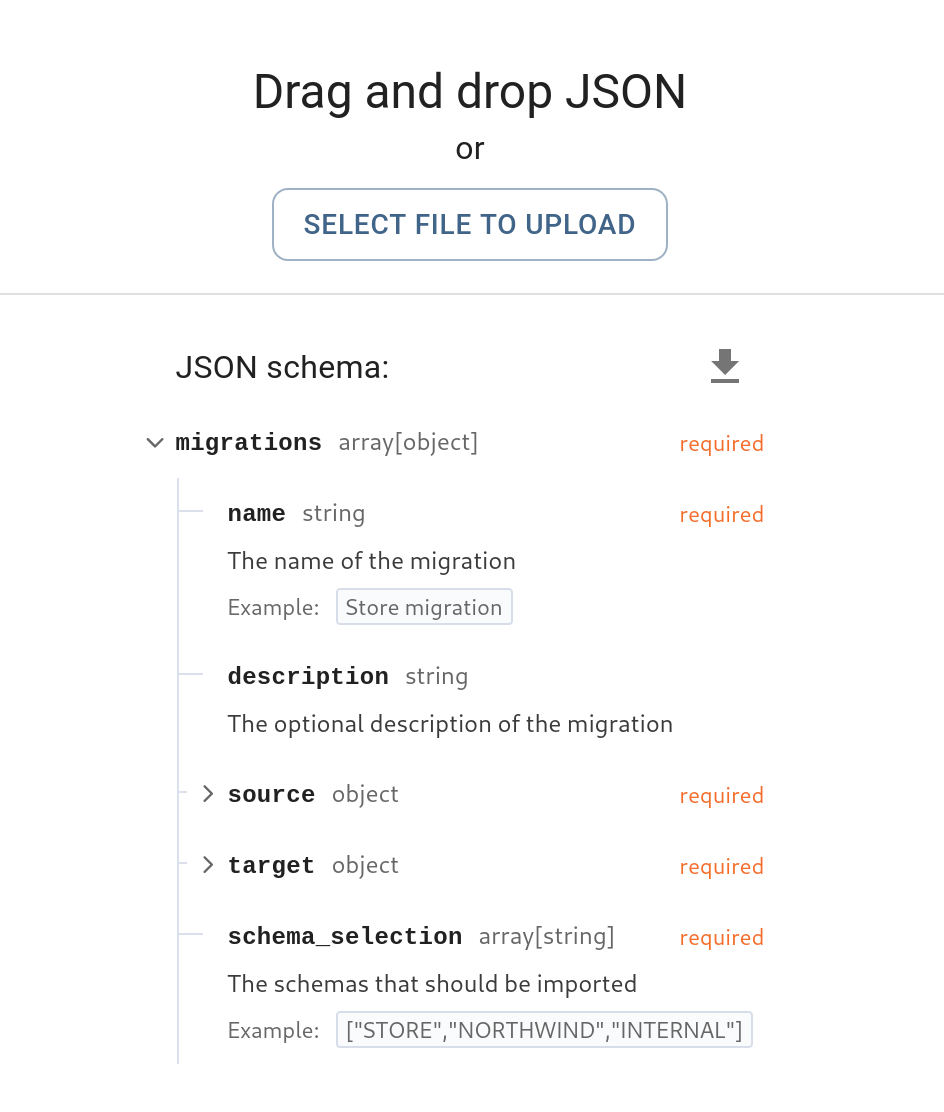 Drag and drop JSON
or
SELECT FILE TO UPLOAD
JSON schema:
migrations array[object] required
name string required
The name of the migration
Example: Store migration
description string
The optional description of the migration
source object required
target object required
schema_selection array[string] required
The schemas that should be imported
Example: ["STORE","NORTHWIND","INTERNAL"]